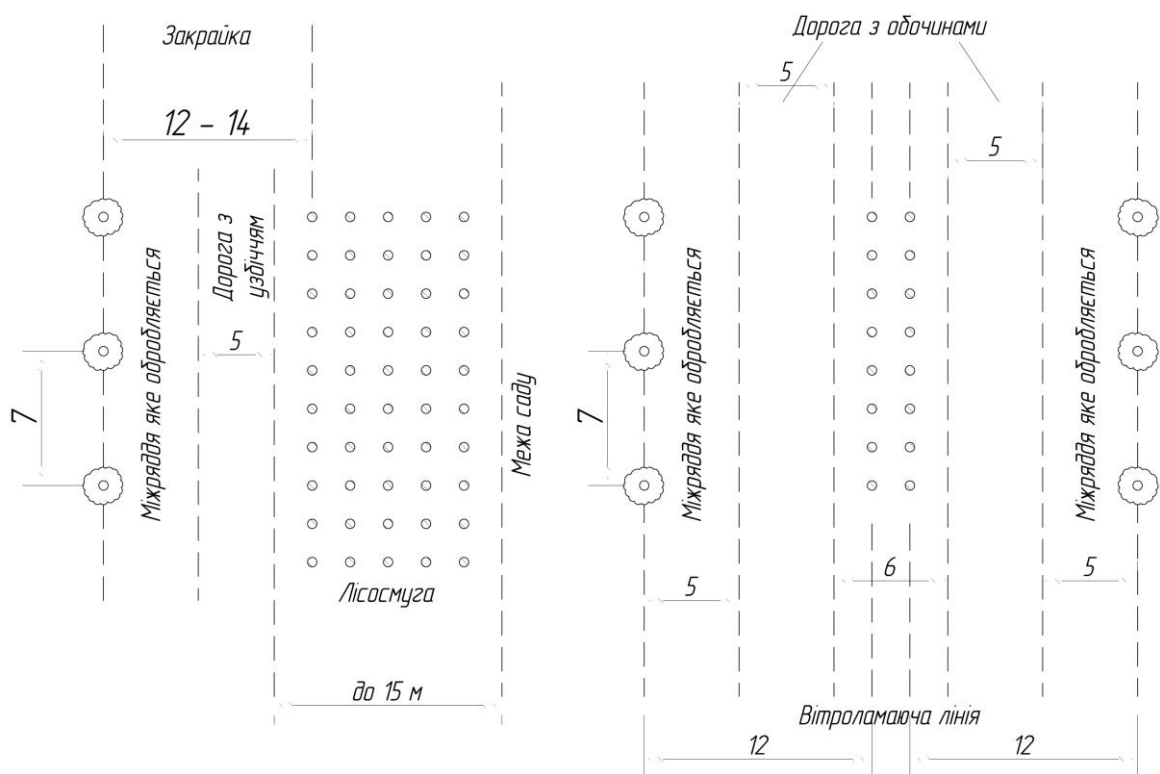 Закрайка
12 – 14
Дорога з
узбіччям
5
Міжряддя яке обробляється
7
Межа саду
Лісосмуга
до 15 м
Дорога з обочинами
5
5
Міжряддя яке обробляється
7
Міжряддя яке обробляється
5
6
5
Вітроламаюча лінія
12
12